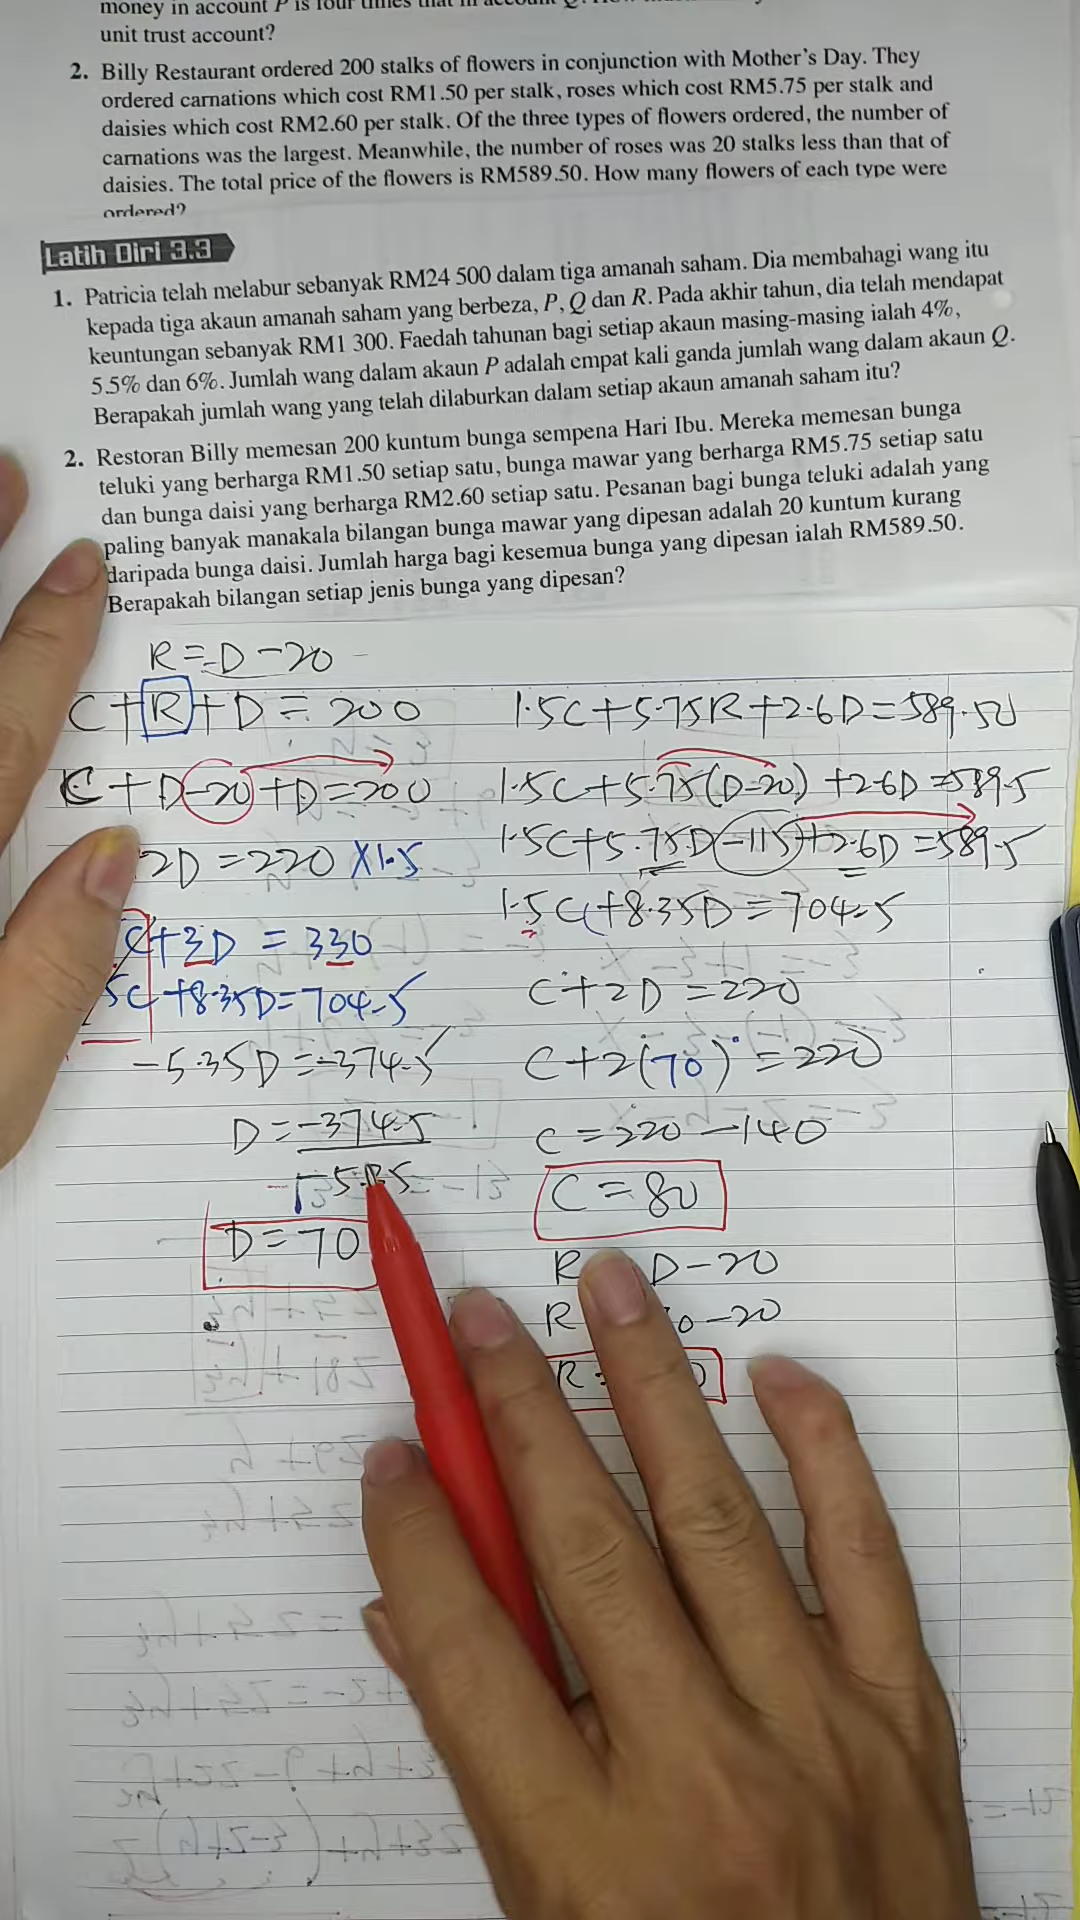 money in account P is four times that in account Q.
unit trust account?
2. Billy Restaurant ordered 200 stalks of flowers in conjunction with Mother's Day. They
ordered carnations which cost RM1.50 per stalk, roses which cost RM5.75 per stalk and
daisies which cost RM2.60 per stalk. Of the three types of flowers ordered, the number of
carnations was the largest. Meanwhile, the number of roses was 20 stalks less than that of
daisies. The total price of the flowers is RM589.50. How many flowers of each type were
ordered?
Latih Diri 3.3
1. Patricia telah melabur sebanyak RM24 500 dalam tiga amanah saham. Dia membahagi wang itu
kepada tiga akaun amanah saham yang berbeza, P, Q dan R. Pada akhir tahun, dia telah mendapat
keuntungan sebanyak RM1 300. Faedah tahunan bagi setiap akaun masing-masing ialah 4%,
5.5% dan 6%. Jumlah wang dalam akaun P adalah empat kali ganda jumlah wang dalam akaun Q.
Berapakah jumlah wang yang telah dilaburkan dalam setiap akaun amanah saham itu?
2. Restoran Billy memesan 200 kuntum bunga sempena Hari Ibu. Mereka memesan bunga
teluki yang berharga RM1.50 setiap satu, bunga mawar yang berharga RM5.75 setiap satu
dan bunga daisi yang berharga RM2.60 setiap satu. Pesanan bagi bunga teluki adalah yang
paling banyak manakala bilangan bunga mawar yang dipesan adalah 20 kuntum kurang
daripada bunga daisi. Jumlah harga bagi kesemua bunga yang dipesan ialah RM589.50.
Berapakah bilangan setiap jenis bunga yang dipesan?
R = D - 20
C + R + D = 200
C + D - 20 + D = 200
2D = 220 × 1.5
C + 3D = 330
5C + 8.35D = 704.5
-5.35D = -374.5
D = -374.5
-5.35
D = 70
1.5C + 5.75R + 2.6D = 589.50
1.5C + 5.75(D-20) + 2.6D = 589.5
1.5C + 5.75D - 115 + 2.6D = 589.5
1.5C + 8.35D = 704.5
C + 2D = 220
C + 2(70) = 220
C = 220 - 140
C = 80
R D - 20
R 0 - 20
R = 0